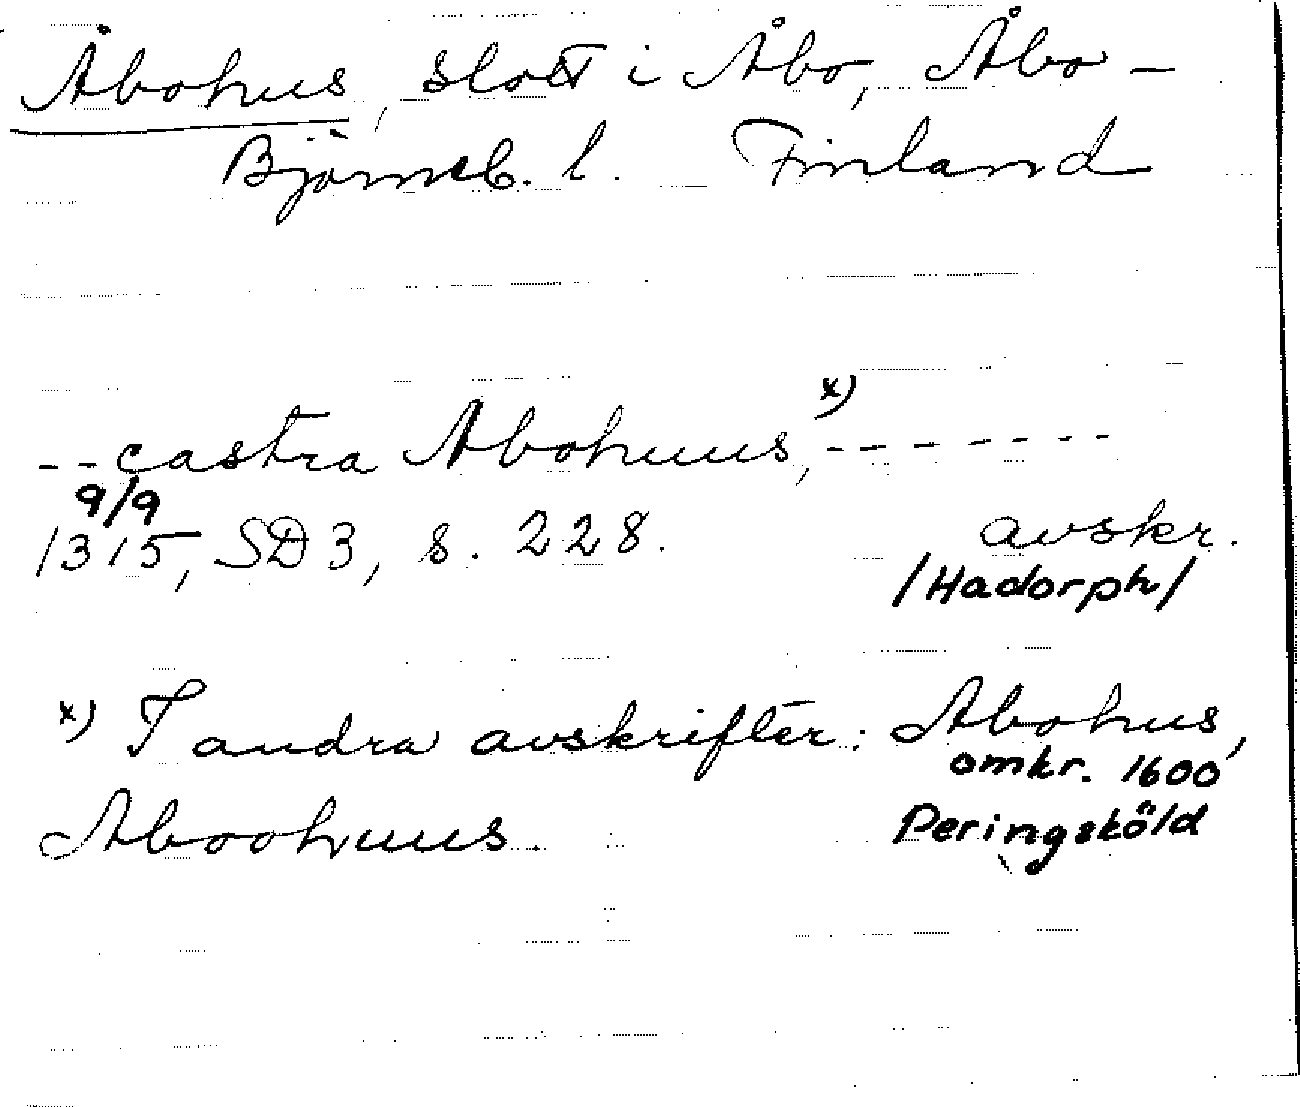 Åbohus, slott i Åbo, Åbo –
Björneb. l. Finland
-- castra Abohuus, x) - - - - - -
9/9
1315, SD 3, s. 228. avskr.
/Hadorph/
x) I andra avskrifter: Abohus,
omkr. 1600
Aboohuus. Peringsköld